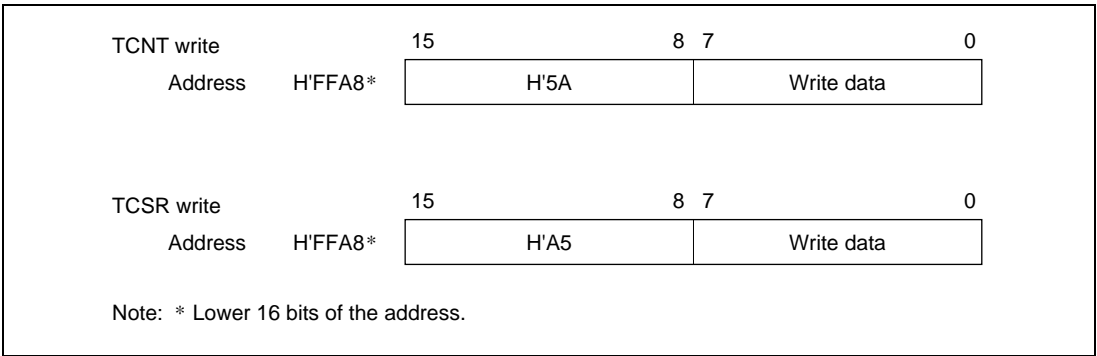 TCNT write 15 8 7 0
Address H'FFA8* H'5A Write data
TCSR write 15 8 7 0
Address H'FFA8* H'A5 Write data
Note: * Lower 16 bits of the address.